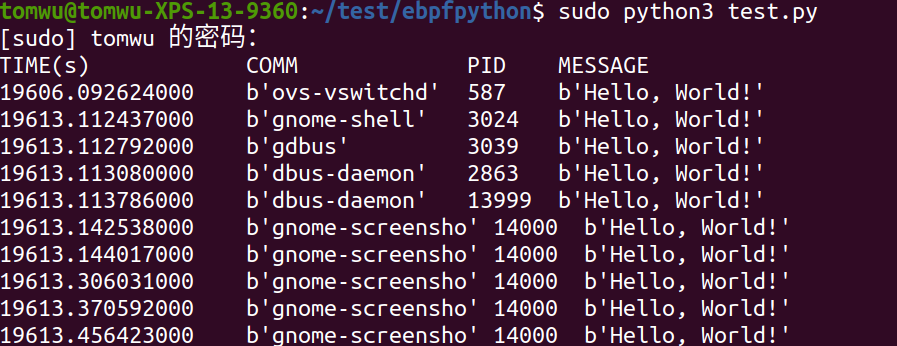 tomwu@tomwu-XPS-13-9360:~/test/ebpfpython$ sudo python3 test.py
[sudo] tomwu 的密码：
TIME(s)            COMM             PID    MESSAGE
19606.092624000    b'ovs-vswitchd'  587    b'Hello, World!'
19613.112437000    b'gnome-shell'   3024   b'Hello, World!'
19613.112792000    b'gdbus'         3039   b'Hello, World!'
19613.113080000    b'dbus-daemon'   2863   b'Hello, World!'
19613.113786000    b'dbus-daemon'   13999  b'Hello, World!'
19613.142538000    b'gnome-screensho' 14000  b'Hello, World!'
19613.144017000    b'gnome-screensho' 14000  b'Hello, World!'
19613.306031000    b'gnome-screensho' 14000  b'Hello, World!'
19613.370592000    b'gnome-screensho' 14000  b'Hello, World!'
19613.456423000    b'gnome-screensho' 14000  b'Hello, World!'